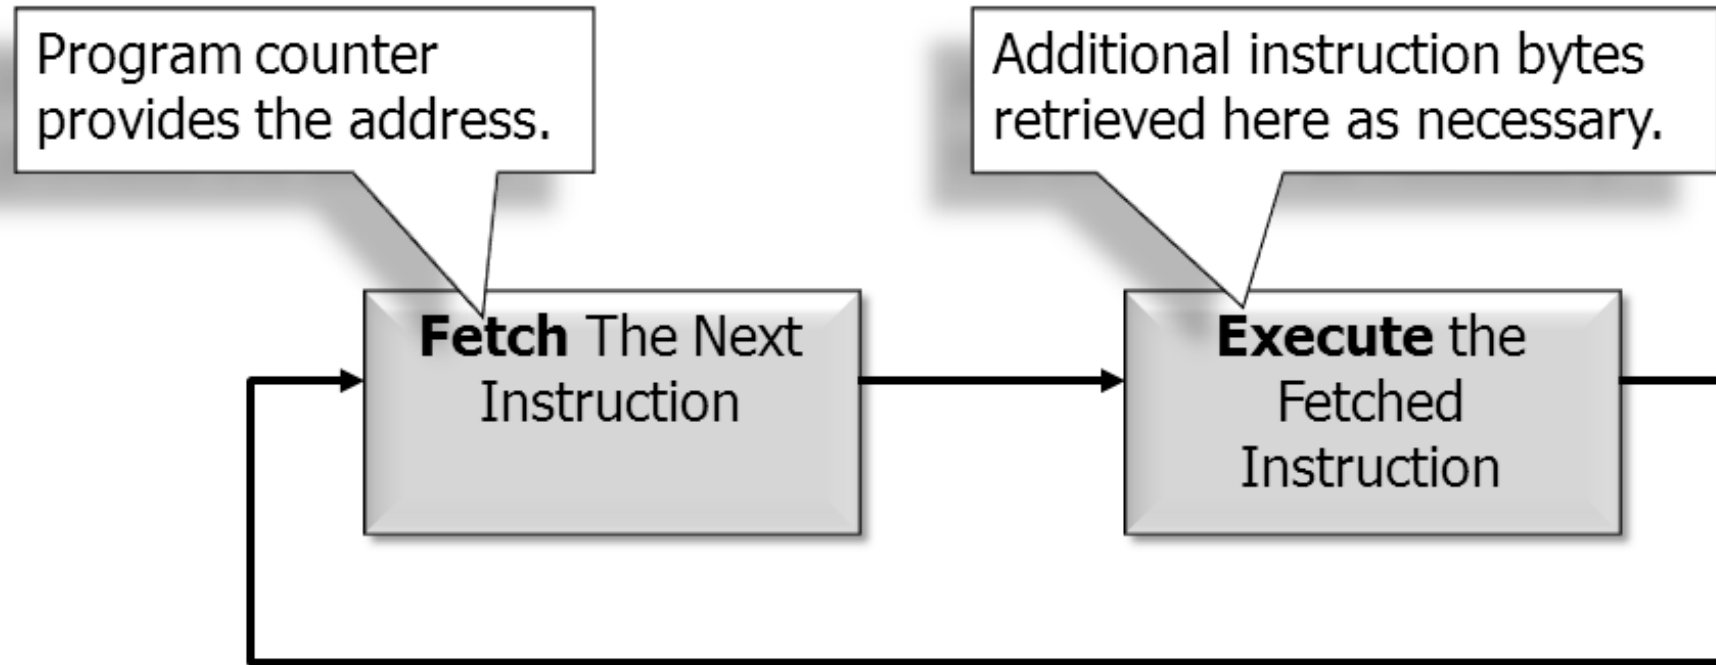 Program counter
provides the address.
Additional instruction bytes
retrieved here as necessary.
Fetch The Next
Instruction
Execute the
Fetched
Instruction